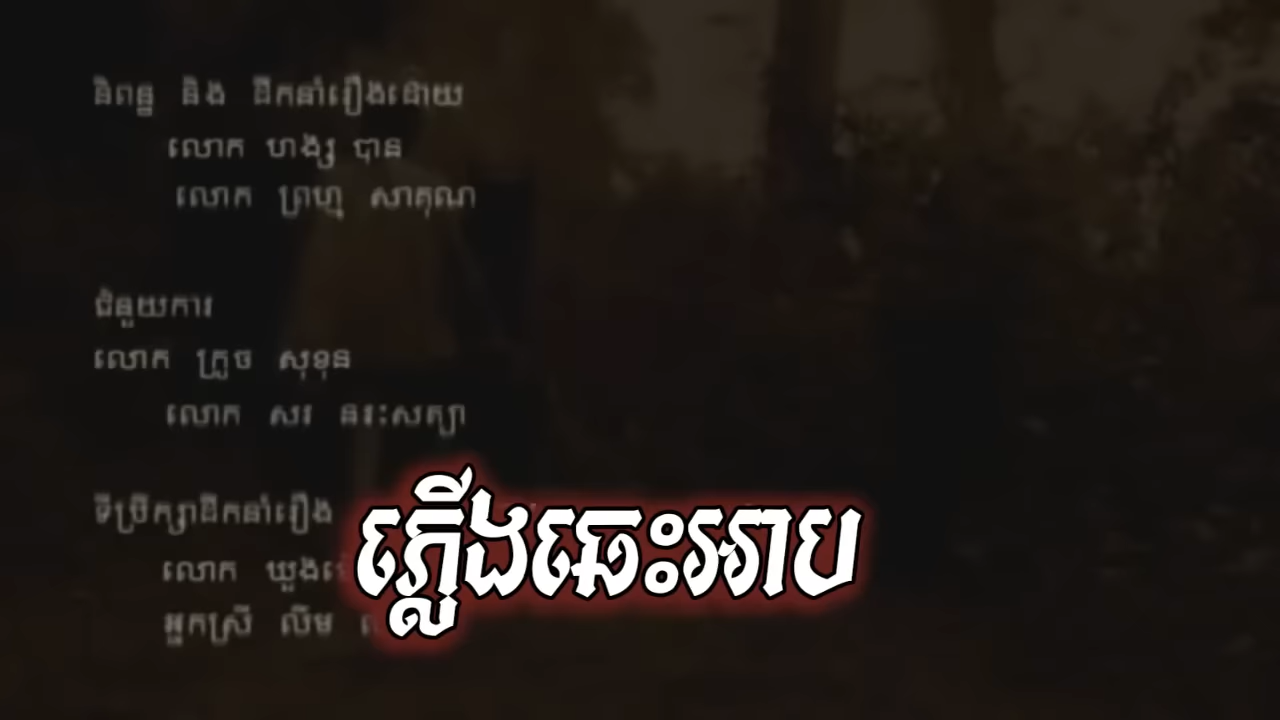 និពន្ធ និង ដឹកនាំរឿងដោយ
លោក ហង្ស បាន
លោក ព្រហ្ម សាគុណ
ជំនួយការ
លោក ក្រូច សុខុន
លោក សរ នរៈសត្យា
ទីប្រឹក្សាដឹកនាំរឿង
លោក
អ្នកស្រី លឹម
ភ្លើងឆេះអាប